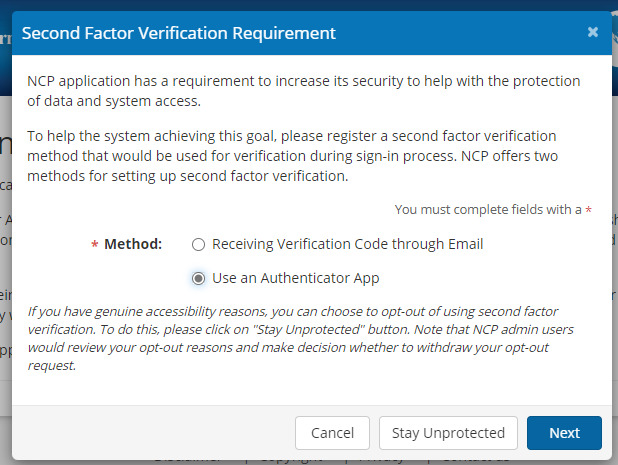 Second Factor Verification Requirement ×
NCP application has a requirement to increase its security to help with the protection
of data and system access.
To help the system achieving this goal, please register a second factor verification
method that would be used for verification during sign-in process. NCP offers two
methods for setting up second factor verification.
You must complete fields with a *
* Method: Receiving Verification Code through Email
Use an Authenticator App
If you have genuine accessibility reasons, you can choose to opt-out of using second factor
verification. To do this, please click on "Stay Unprotected" button. Note that NCP admin users
would review your opt-out reasons and make decision whether to withdraw your opt-out
request.
Cancel Stay Unprotected Next